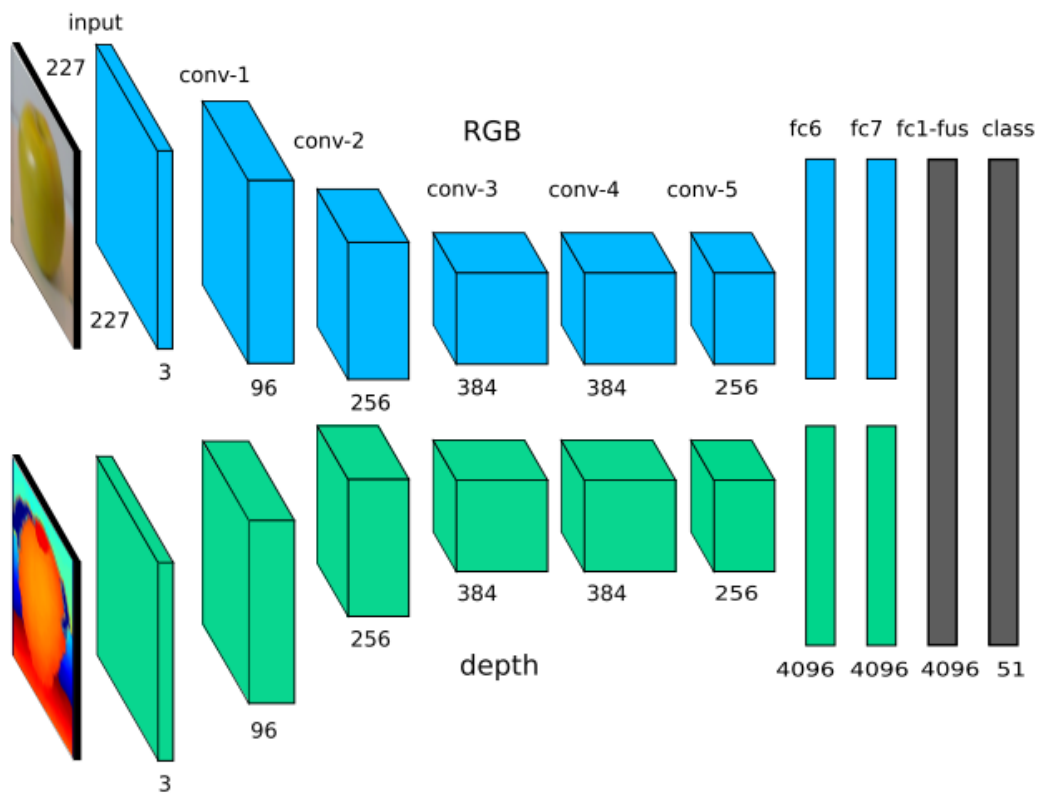 input
227
conv-1
conv-2
RGB
fc6 fc7 fc1-fus class
conv-3 conv-4 conv-5
227
3
96
256
384
384
256
384
384
256
256
depth
4096 4096 4096 51
96
3